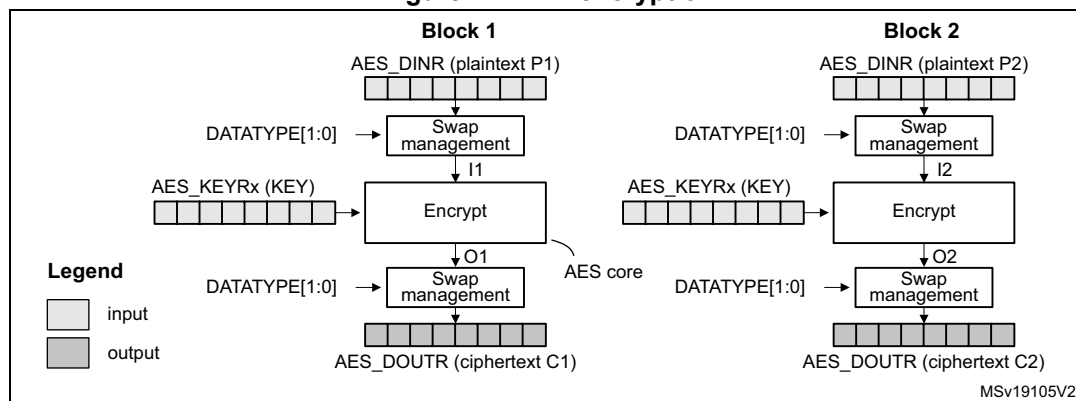 Block 1
Block 2
AES_DINR (plaintext P1)
AES_DINR (plaintext P2)
DATATYPE[1:0]
Swap
management
DATATYPE[1:0]
Swap
management
I1
I2
AES_KEYRx (KEY)
Encrypt
AES_KEYRx (KEY)
Encrypt
O1
AES core
O2
Legend
input
output
DATATYPE[1:0]
Swap
management
DATATYPE[1:0]
Swap
management
AES_DOUTR (ciphertext C1)
AES_DOUTR (ciphertext C2)
MSv19105V2